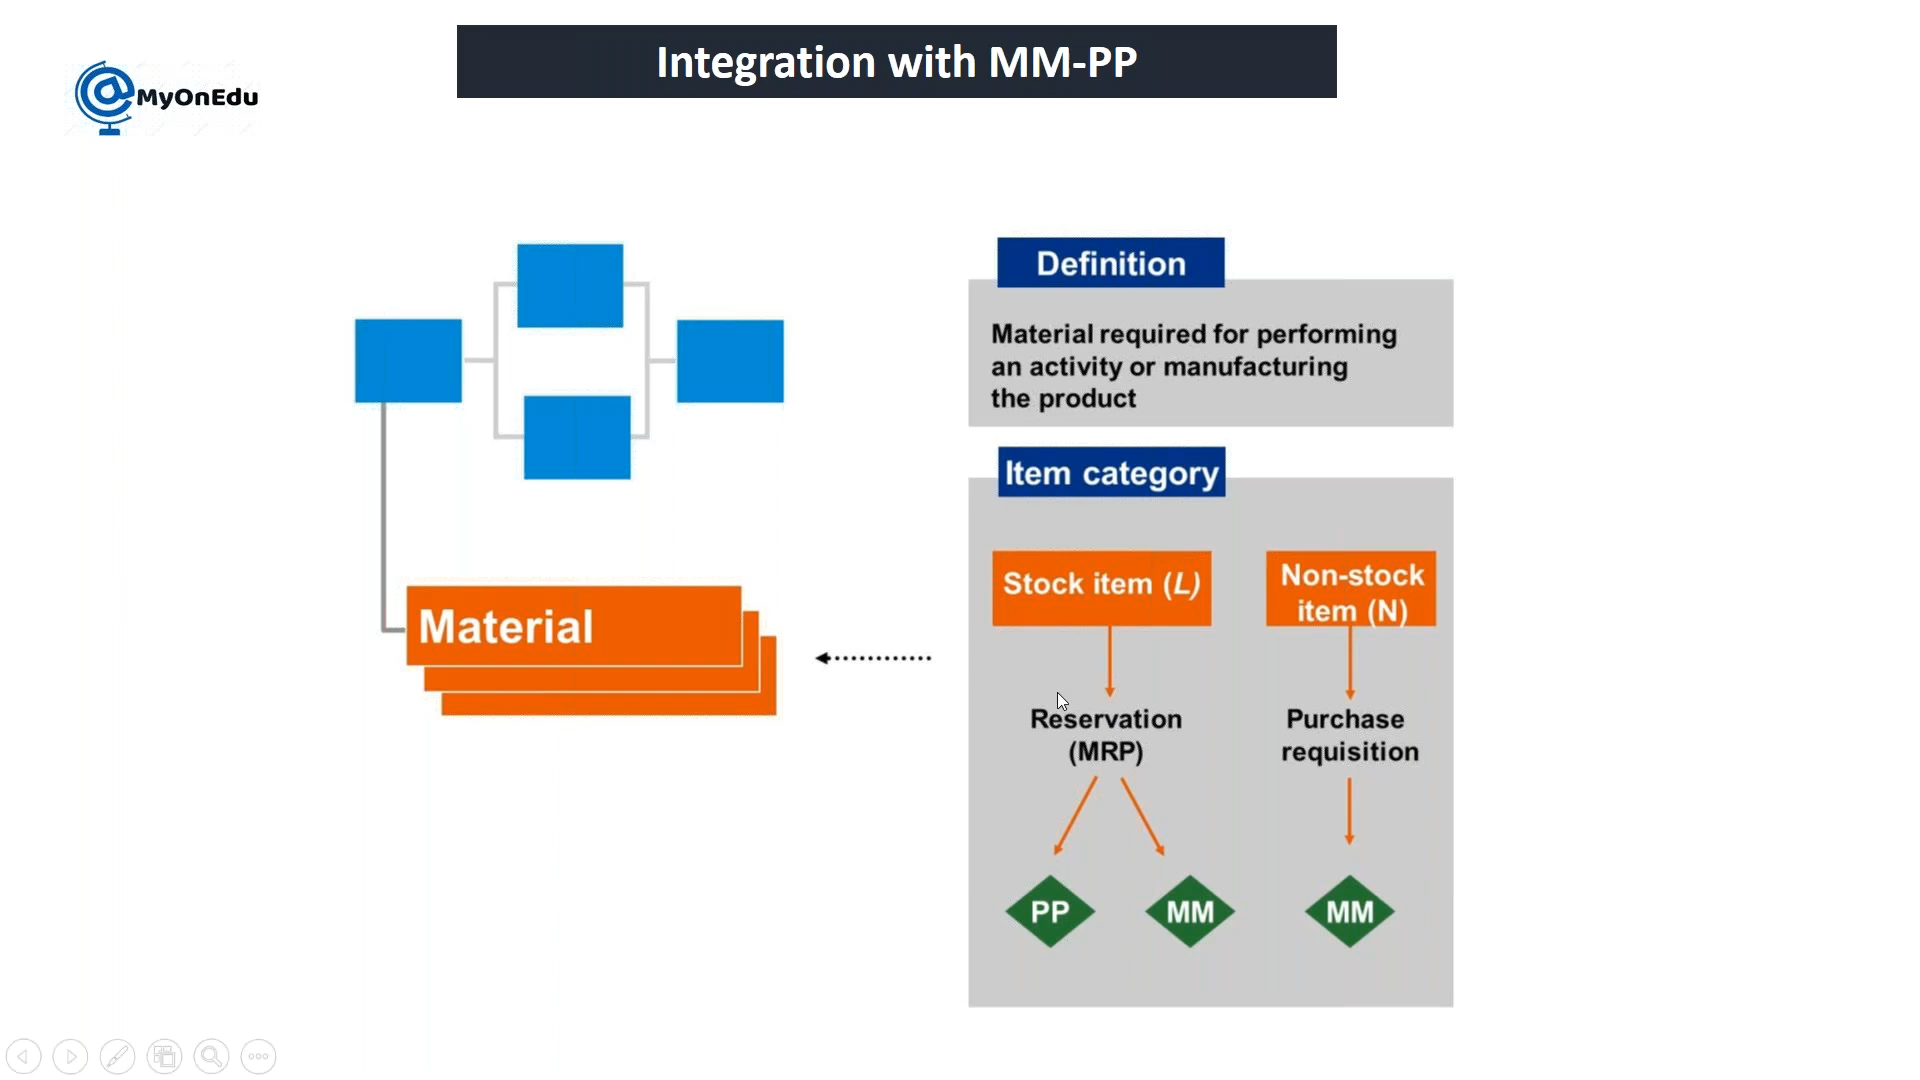 Integration with MM-PP
@MyOnEdu
Definition
Material required for performing
an activity or manufacturing
the product
Item category
Stock item (L)
Non-stock
item (N)
Reservation
(MRP)
Purchase
requisition
PP
MM
MM
Material